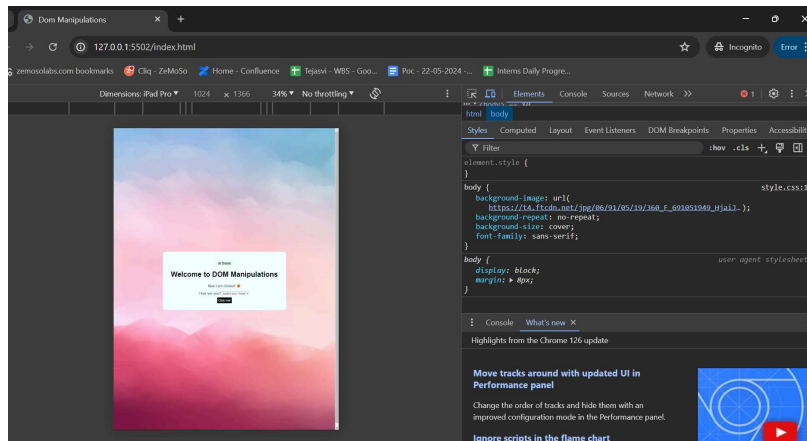 Dom Manipulations
127.0.0.1:5502/index.html
Incognito
Error
zemosolabs.com bookmarks Cliq - ZeMoSo Home - Confluence Tejasvi - WBS - Goo... Poc - 22-05-2024 -... Interns Daily Progre...
Dimensions: iPad Pro 1024 x 1366 34% No throttling
Elements Console Sources Network 1
html body
Styles Computed Layout Event Listeners DOM Breakpoints Properties Accessibilit
Filter :hov .cls
element.style {
}
body { style.css:1
background-image: url(
https://t4.ftcdn.net/jpg/06/91/05/19/360_F_691051949_HjaiJ…);
background-repeat: no-repeat;
background-size: cover;
font-family: sans-serif;
}
body { user agent stylesheet
display: block;
margin: 8px;
}
Welcome to DOM Manipulations
Now I am clicked!
Click me
Console What's new
Highlights from the Chrome 126 update
Move tracks around with updated UI in
Performance panel
Change the order of tracks and hide them with an
improved configuration mode in the Performance panel.
Ignore scripts in the flame chart